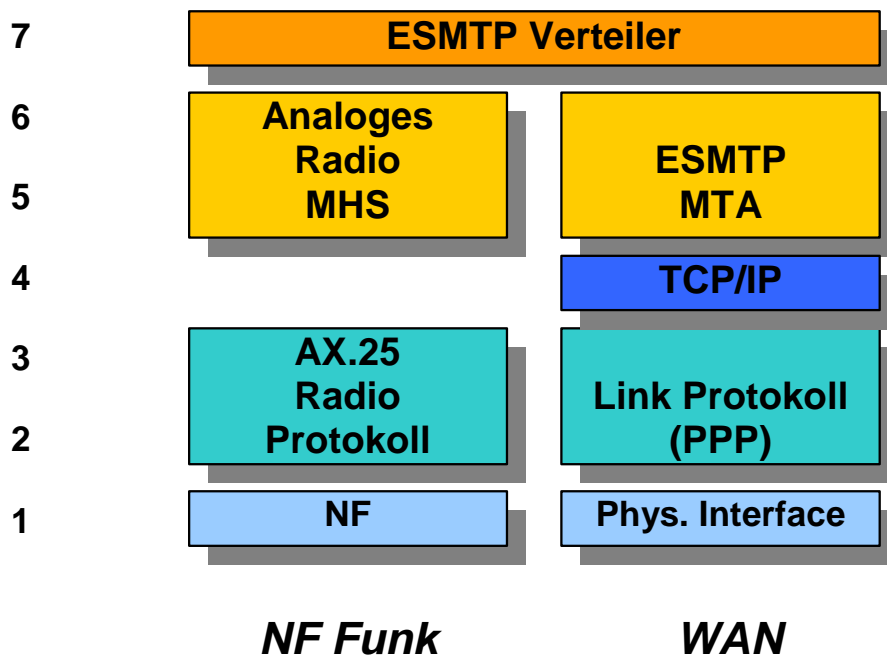 7
ESMTP Verteiler
6
Analoges
Radio
MHS
5
ESMTP
MTA
4
TCP/IP
3
AX.25
Radio
Protokoll
2
Link Protokoll
(PPP)
1
NF
Phys. Interface
NF Funk
WAN